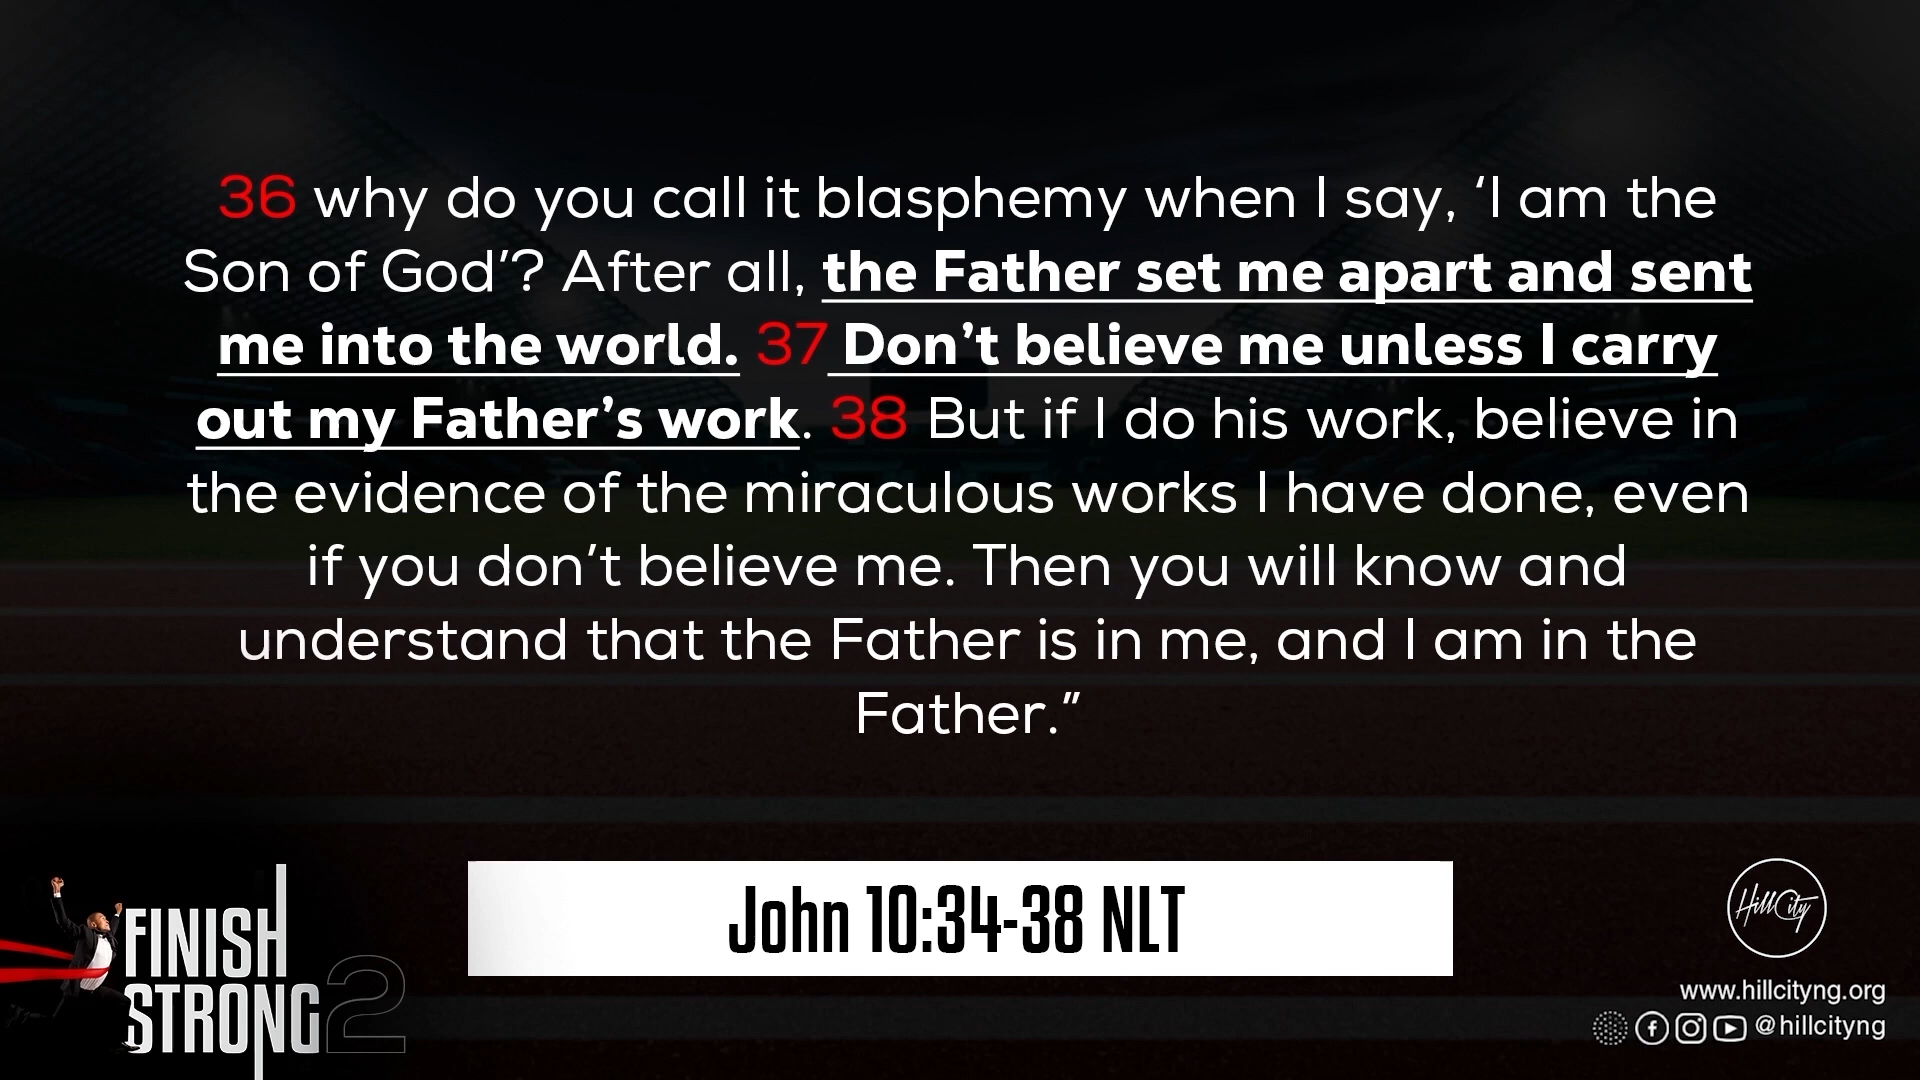 36 why do you call it blasphemy when I say, ‘I am the
Son of God’? After all, the Father set me apart and sent
me into the world. 37 Don’t believe me unless I carry
out my Father’s work. 38 But if I do his work, believe in
the evidence of the miraculous works I have done, even
if you don’t believe me. Then you will know and
understand that the Father is in me, and I am in the
Father.”
FINISH
STRONG 2
John 10:34-38 NLT
HillCity
www.hillcityng.org
@hillcityng